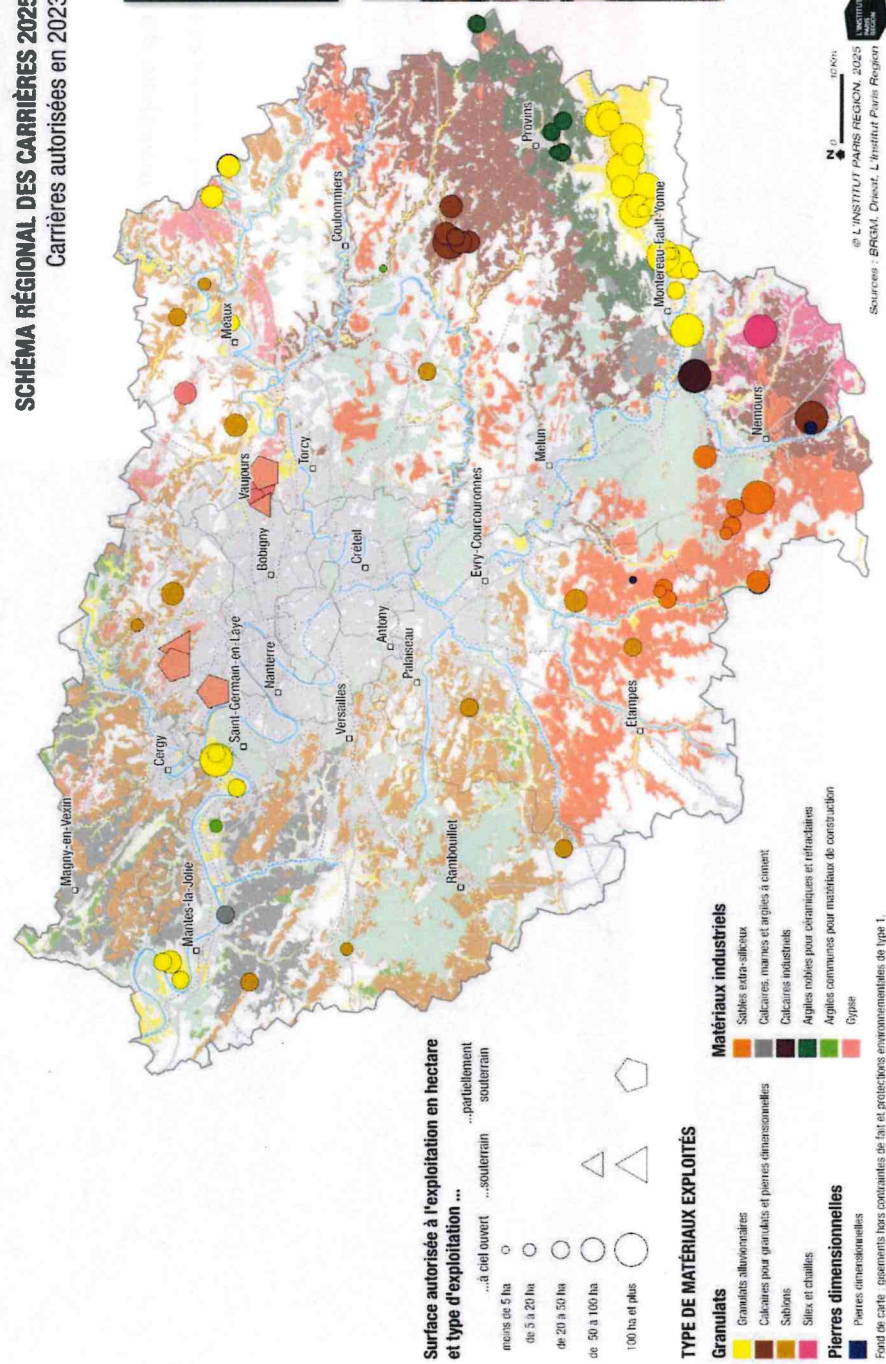 SCHÉMA RÉGIONAL DES CARRIÈRES 2025
Carrières autorisées en 2023
Magny-en-Vexin
Mantes-la-Jolie
Cergy
Saint-Germain-en-Laye
Nanterre
Versailles
Rambouillet
Bobigny
Vaujours
Meaux
Torcy
Créteil
Antony
Palaiseau
Coulommiers
Evry-Courcouronnes
Melun
Provins
Étampes
Nemours
Montereau-Fault-Yonne
Surface autorisée à l'exploitation en hectare
et type d'exploitation ...
...à ciel ouvert
...souterrain
...partiellement
souterrain
moins de 5 ha
de 5 à 20 ha
de 20 à 50 ha
de 50 à 100 ha
100 ha et plus
TYPE DE MATÉRIAUX EXPLOITÉS
Granulats
Granulats alluvionnaires
Calcaires pour granulats et pierres dimensionnelles
Sablons
Silex et chailles
Pierres dimensionnelles
Pierres dimensionnelles
Matériaux industriels
Sables extra-siliceux
Calcaires, marnes et argiles à ciment
Calcaires industriels
Argiles nobles pour céramiques et réfractaires
Argiles communes pour matériaux de construction
Gypse
Fond de carte : gisements hors contraintes de fait et protections environnementales de type 1.
N
0
10 Km
L'INSTITUT
PARIS
REGION
© L'INSTITUT PARIS REGION, 2025
Sources : BRGM, Drieat, L'Institut Paris Region